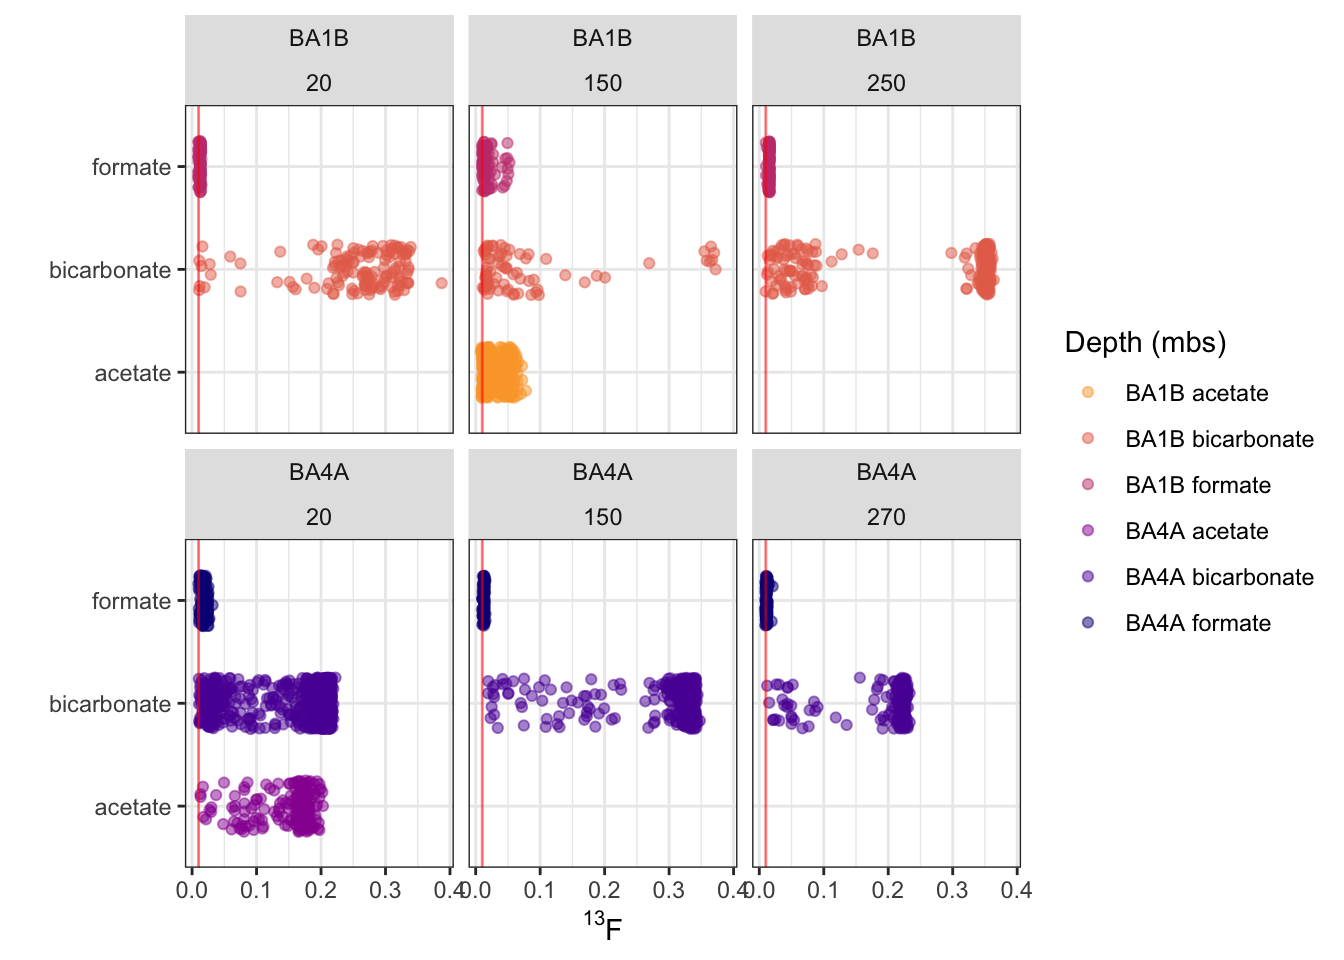 BA1B BA1B BA1B
20 150 250
formate
bicarbonate
acetate
BA4A BA4A BA4A
20 150 270
formate
bicarbonate
acetate
0.0 0.1 0.2 0.3 0.4 0.0 0.1 0.2 0.3 0.4 0.0 0.1 0.2 0.3 0.4
¹³F
Depth (mbs)
BA1B acetate
BA1B bicarbonate
BA1B formate
BA4A acetate
BA4A bicarbonate
BA4A formate